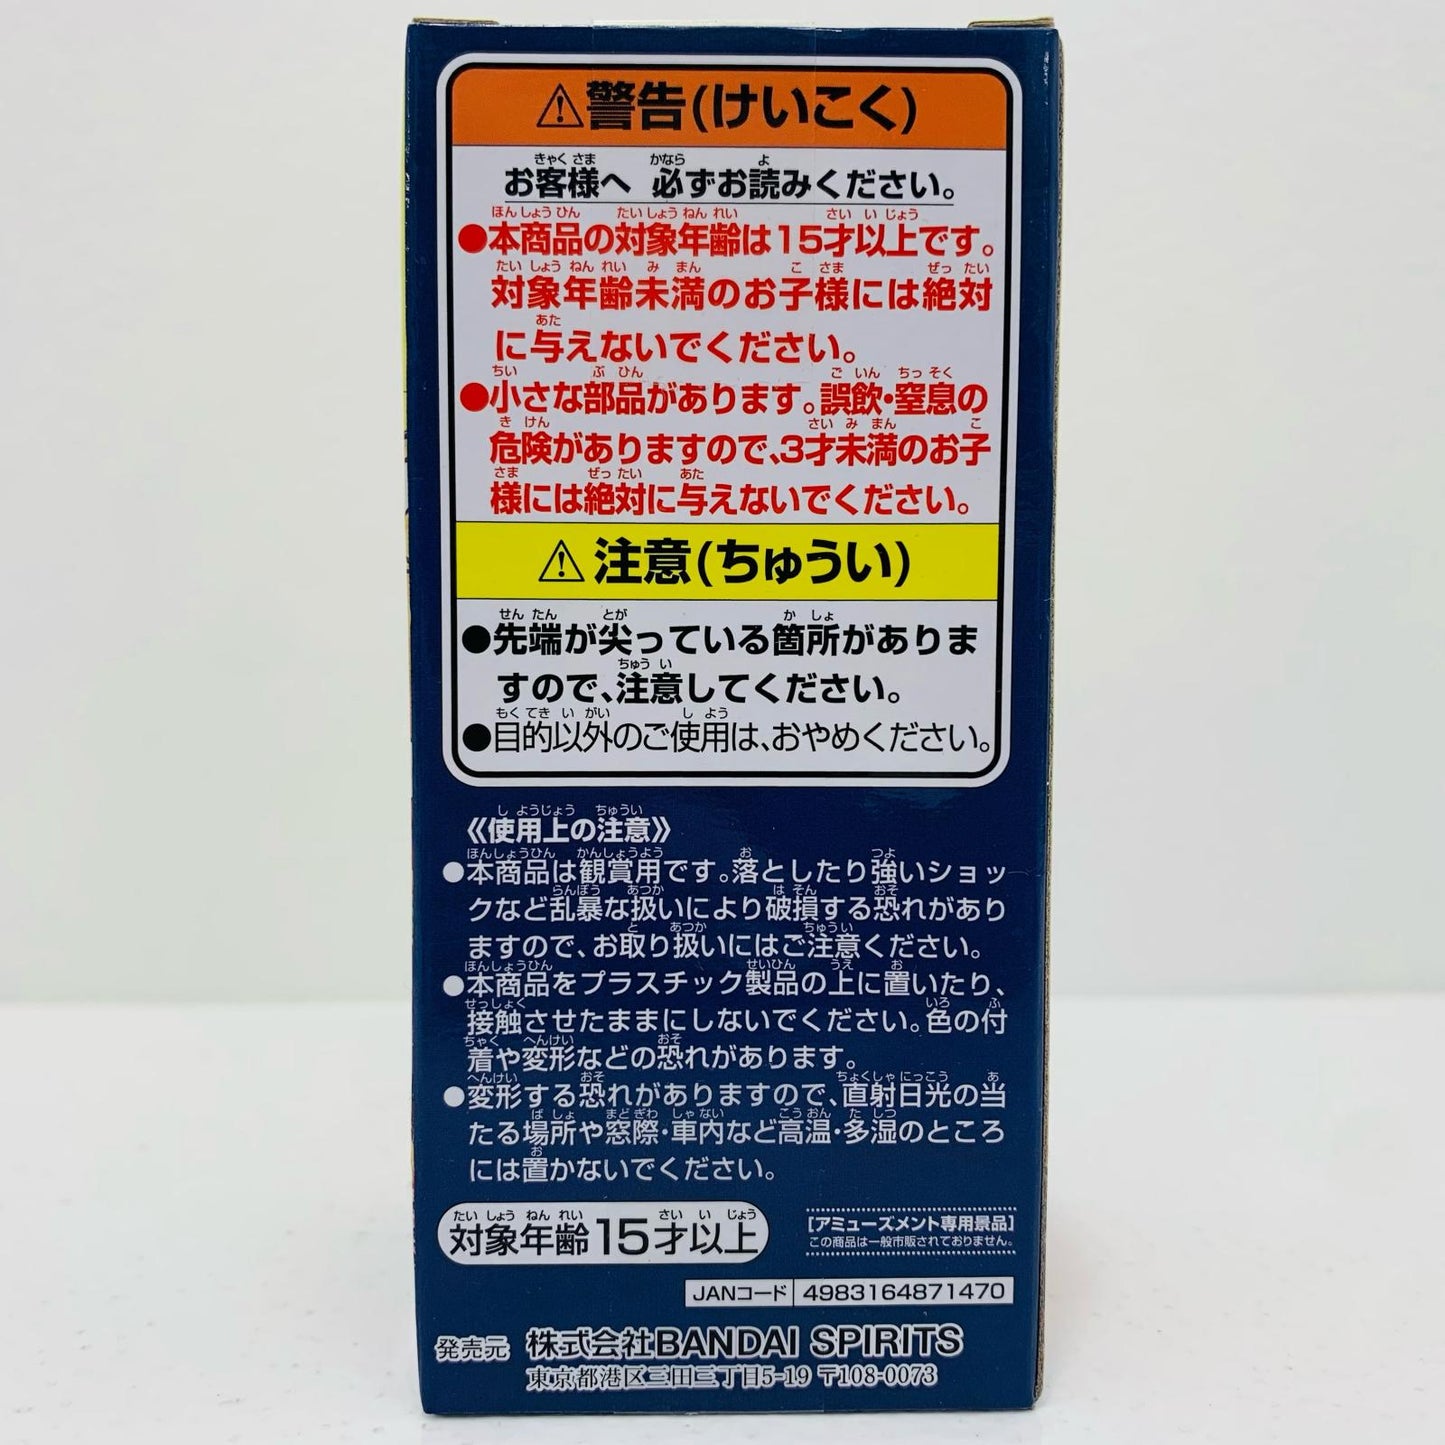 ⚠警告(けいこく)
お客様へ 必ずお読みください。
●本商品の対象年齢は15才以上です。
対象年齢未満のお子様には絶対
に与えないでください。
●小さな部品があります。誤飲・窒息の
危険がありますので、3才未満のお子
様には絶対に与えないでください。
⚠注意(ちゅうい)
●先端が尖っている箇所がありま
すので、注意してください。
●目的以外のご使用は、おやめください。
《使用上の注意》
●本商品は観賞用です。落としたり強いショッ
クなど乱暴な扱いにより破損する恐れがあり
ますので、お取り扱いにはご注意ください。
●本商品をプラスチック製品の上に置いたり、
接触させたままにしないでください。色の付
着や変形などの恐れがあります。
●変形する恐れがありますので、直射日光の当
たる場所や窓際・車内など高温・多湿のところ
には置かないでください。
対象年齢15才以上
[アミューズメント専用景品]
この商品は一般市販されておりません。
JANコード 4983164871470
発売元 株式会社BANDAI SPIRITS
東京都港区三田三丁目5-19 〒108-0073